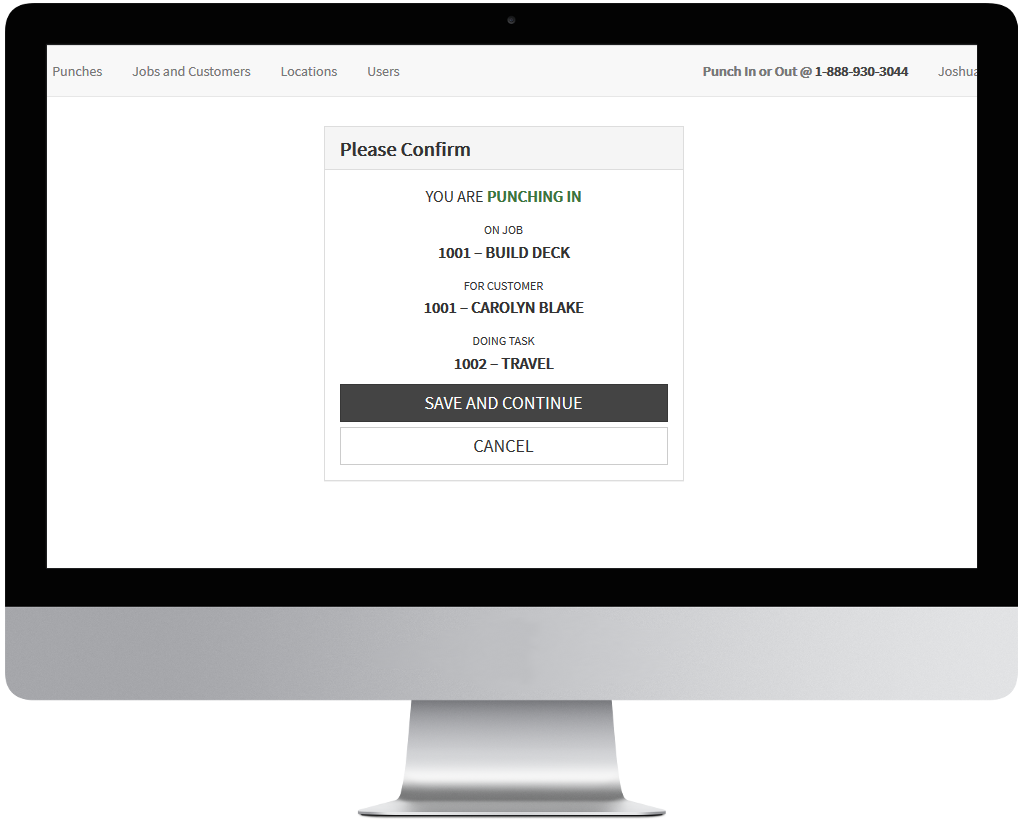 Punches Jobs and Customers Locations Users Punch In or Out @ 1-888-930-3044 Joshua
Please Confirm
YOU ARE PUNCHING IN
ON JOB
1001 – BUILD DECK
FOR CUSTOMER
1001 – CAROLYN BLAKE
DOING TASK
1002 – TRAVEL
SAVE AND CONTINUE
CANCEL